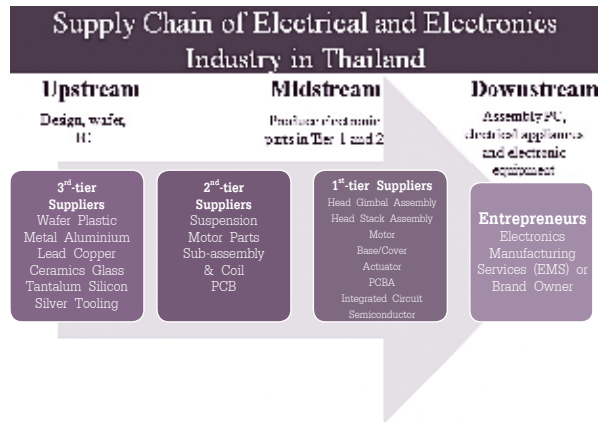 Supply Chain of Electrical and Electronics
Industry in Thailand
Upstream
Design, wafer,
Midstream
Produce electronic
parts in Tier 1 and 2
Downstream
Assembly PC,
electrical appliances
and electronic
equipment
3rd-tier
Suppliers
Wafer Plastic
Metal Aluminium
Lead Copper
Ceramics Glass
Tantalum Silicon
Silver Tooling
2nd-tier
Suppliers
Suspension
Motor Parts
Sub-assembly
& Coil
PCB
1st-tier Suppliers
Head Gimbal Assembly
Head Stack Assembly
Motor
Base/Cover
Actuator
PCBA
Integrated Circuit
Semiconductor
Entrepreneurs
Electronics
Manufacturing
Services (EMS) or
Brand Owner